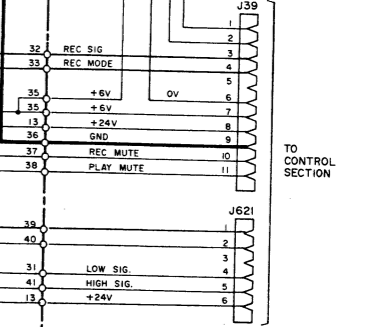 J39
1
2
32 REC SIG 3
33 REC MODE 4
5
35 +6V 0V 6
35 +6V 7
13 +24V 8
36 GND 9
37 REC MUTE 10
38 PLAY MUTE 11
TO
CONTROL
SECTION
J621
39 1
40 2
3
31 LOW SIG. 4
41 HIGH SIG. 5
13 +24V 6